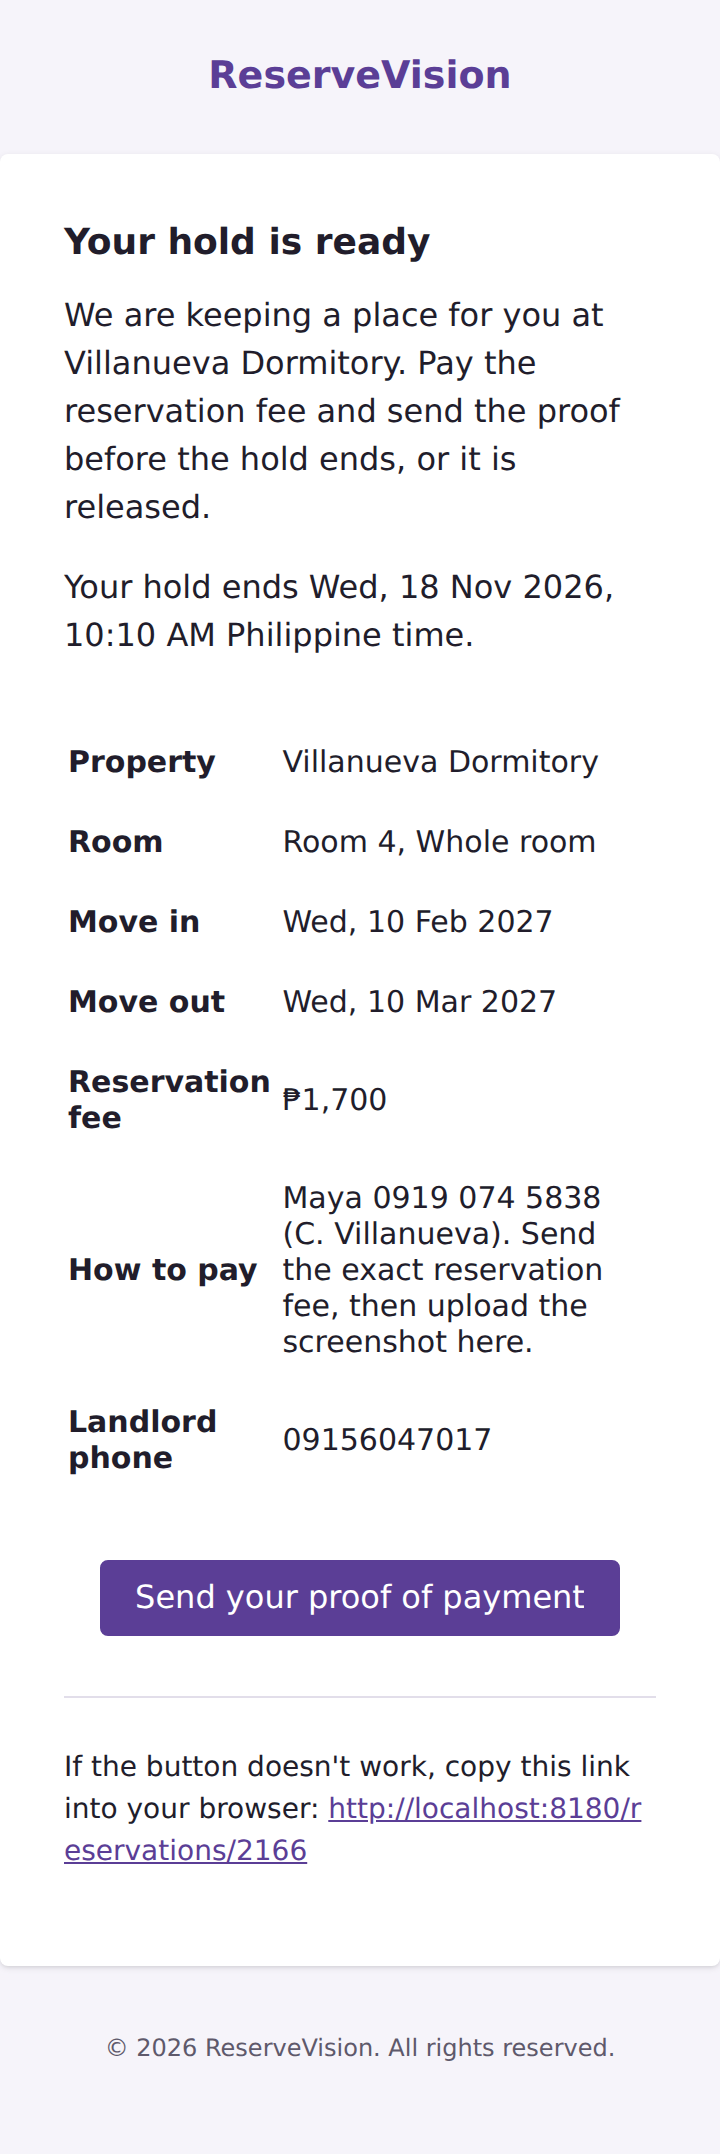 ReserveVision
Your hold is ready
We are keeping a place for you at
Villanueva Dormitory. Pay the
reservation fee and send the proof
before the hold ends, or it is
released.
Your hold ends Wed, 18 Nov 2026,
10:10 AM Philippine time.
Property Villanueva Dormitory
Room Room 4, Whole room
Move in Wed, 10 Feb 2027
Move out Wed, 10 Mar 2027
Reservation
fee ₱1,700
How to pay Maya 0919 074 5838
(C. Villanueva). Send
the exact reservation
fee, then upload the
screenshot here.
Landlord
phone 09156047017
Send your proof of payment
If the button doesn't work, copy this link
into your browser: http://localhost:8180/r
eservations/2166
© 2026 ReserveVision. All rights reserved.